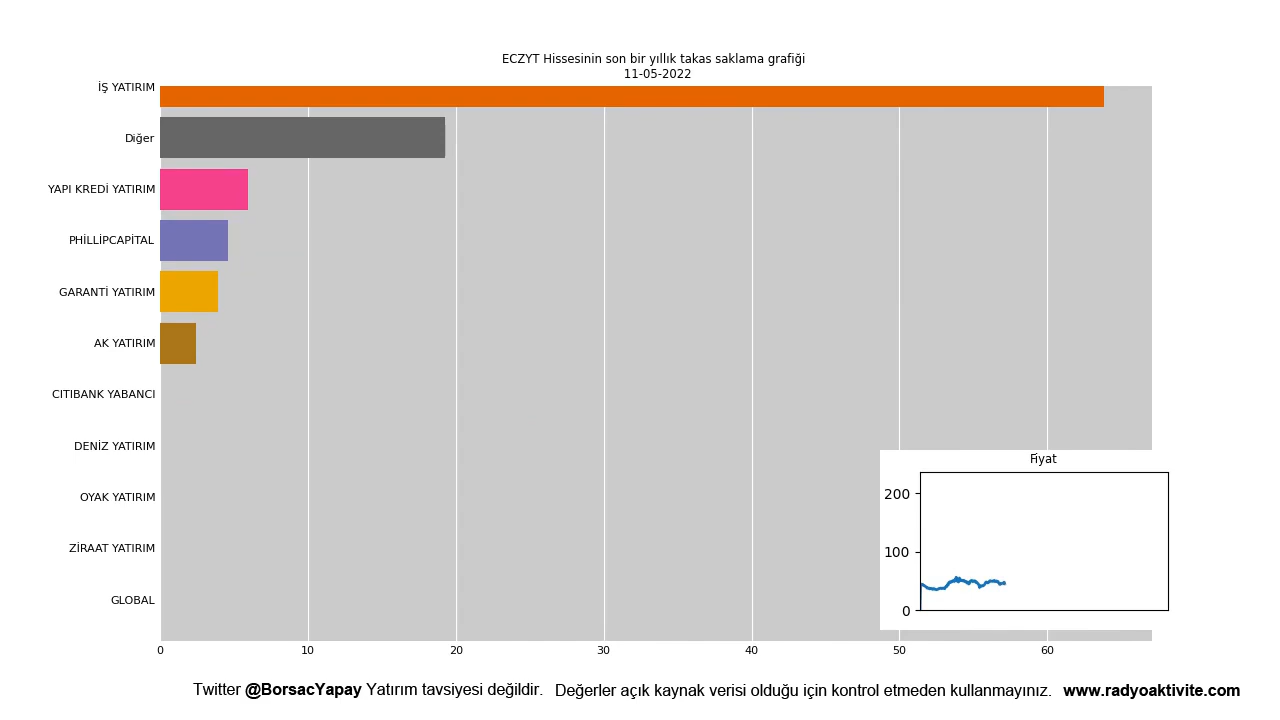 ECZYT Hissesinin son bir yıllık takas saklama grafiği
11-05-2022
İŞ YATIRIM
Diğer
YAPI KREDİ YATIRIM
PHİLLİPCAPİTAL
GARANTİ YATIRIM
AK YATIRIM
CITIBANK YABANCI
DENİZ YATIRIM
OYAK YATIRIM
ZİRAAT YATIRIM
GLOBAL
Fiyat
200
100
0
0 10 20 30 40 50 60
Twitter @BorsacYapay Yatırım tavsiyesi değildir. Değerler açık kaynak verisi olduğu için kontrol etmeden kullanmayınız. www.radyoaktivite.com